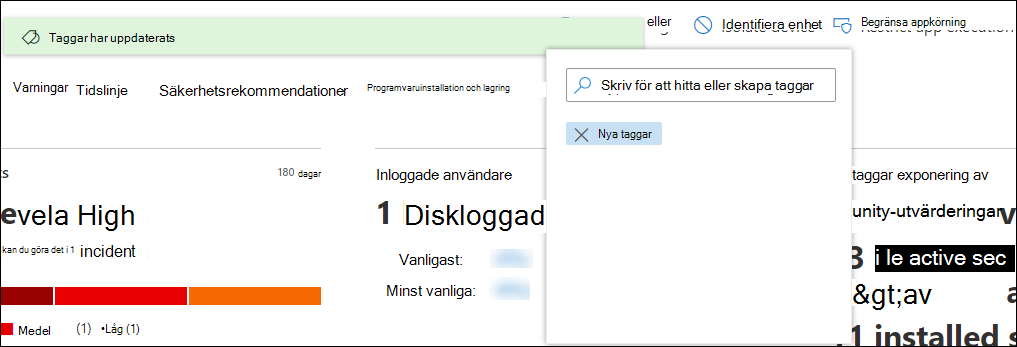 eller
Taggar har uppdaterats
Identifiera enhet
Begränsa appkörning
Skriv för att hitta eller skapa taggar
Varningar Tidslinje Säkerhetsrekommendationer Programvaruinstallation och lagring
Nya taggar
180 dagar
Inloggade användare
taggar exponering av
evela High
1 Diskloggad
unity-utvärderingar
kan du göra det i 1 incident
Vanligast:
3 i le active sec
Minst vanliga:
&gt;av
Medel (1) •Låg (1)
1 installed s